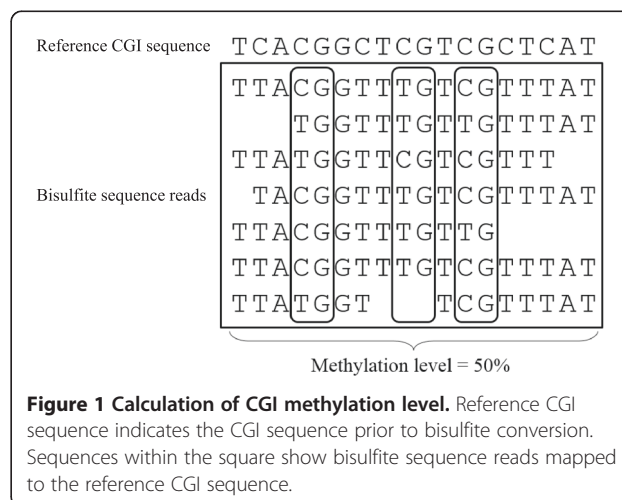 Reference CGI sequence TCACGGCTCGTCGCTCAT
TTACGGTTTGTCGTTTAT
TGGTTTGTTGTTTAT
TTATGGTTCGTCGTTT
Bisulfite sequence reads TACGGTTTGTCGTTTAT
TTACGGTTTGTTG
TTACGGTTTGTCGTTTAT
TTATGGT TCGTTTAT
Methylation level = 50%
Figure 1 Calculation of CGI methylation level. Reference CGI
sequence indicates the CGI sequence prior to bisulfite conversion.
Sequences within the square show bisulfite sequence reads mapped
to the reference CGI sequence.